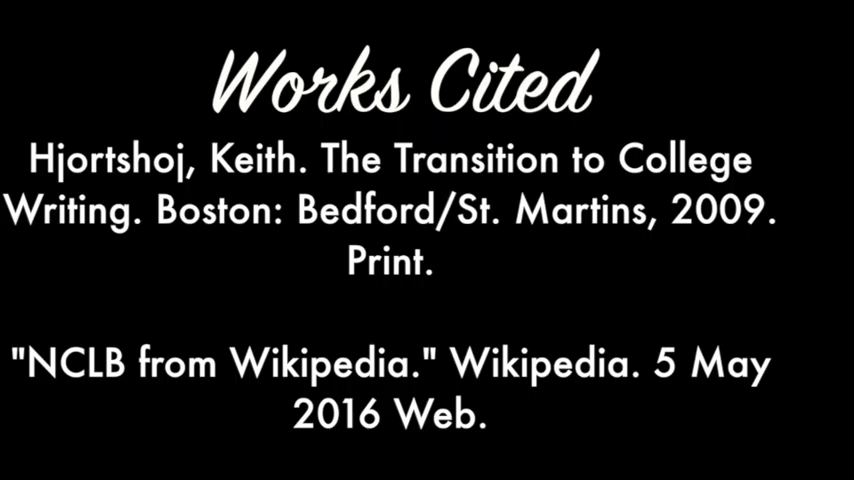 Works Cited
Hjortshoj, Keith. The Transition to College
Writing. Boston: Bedford/St. Martins, 2009.
Print.
"NCLB from Wikipedia." Wikipedia. 5 May
2016 Web.